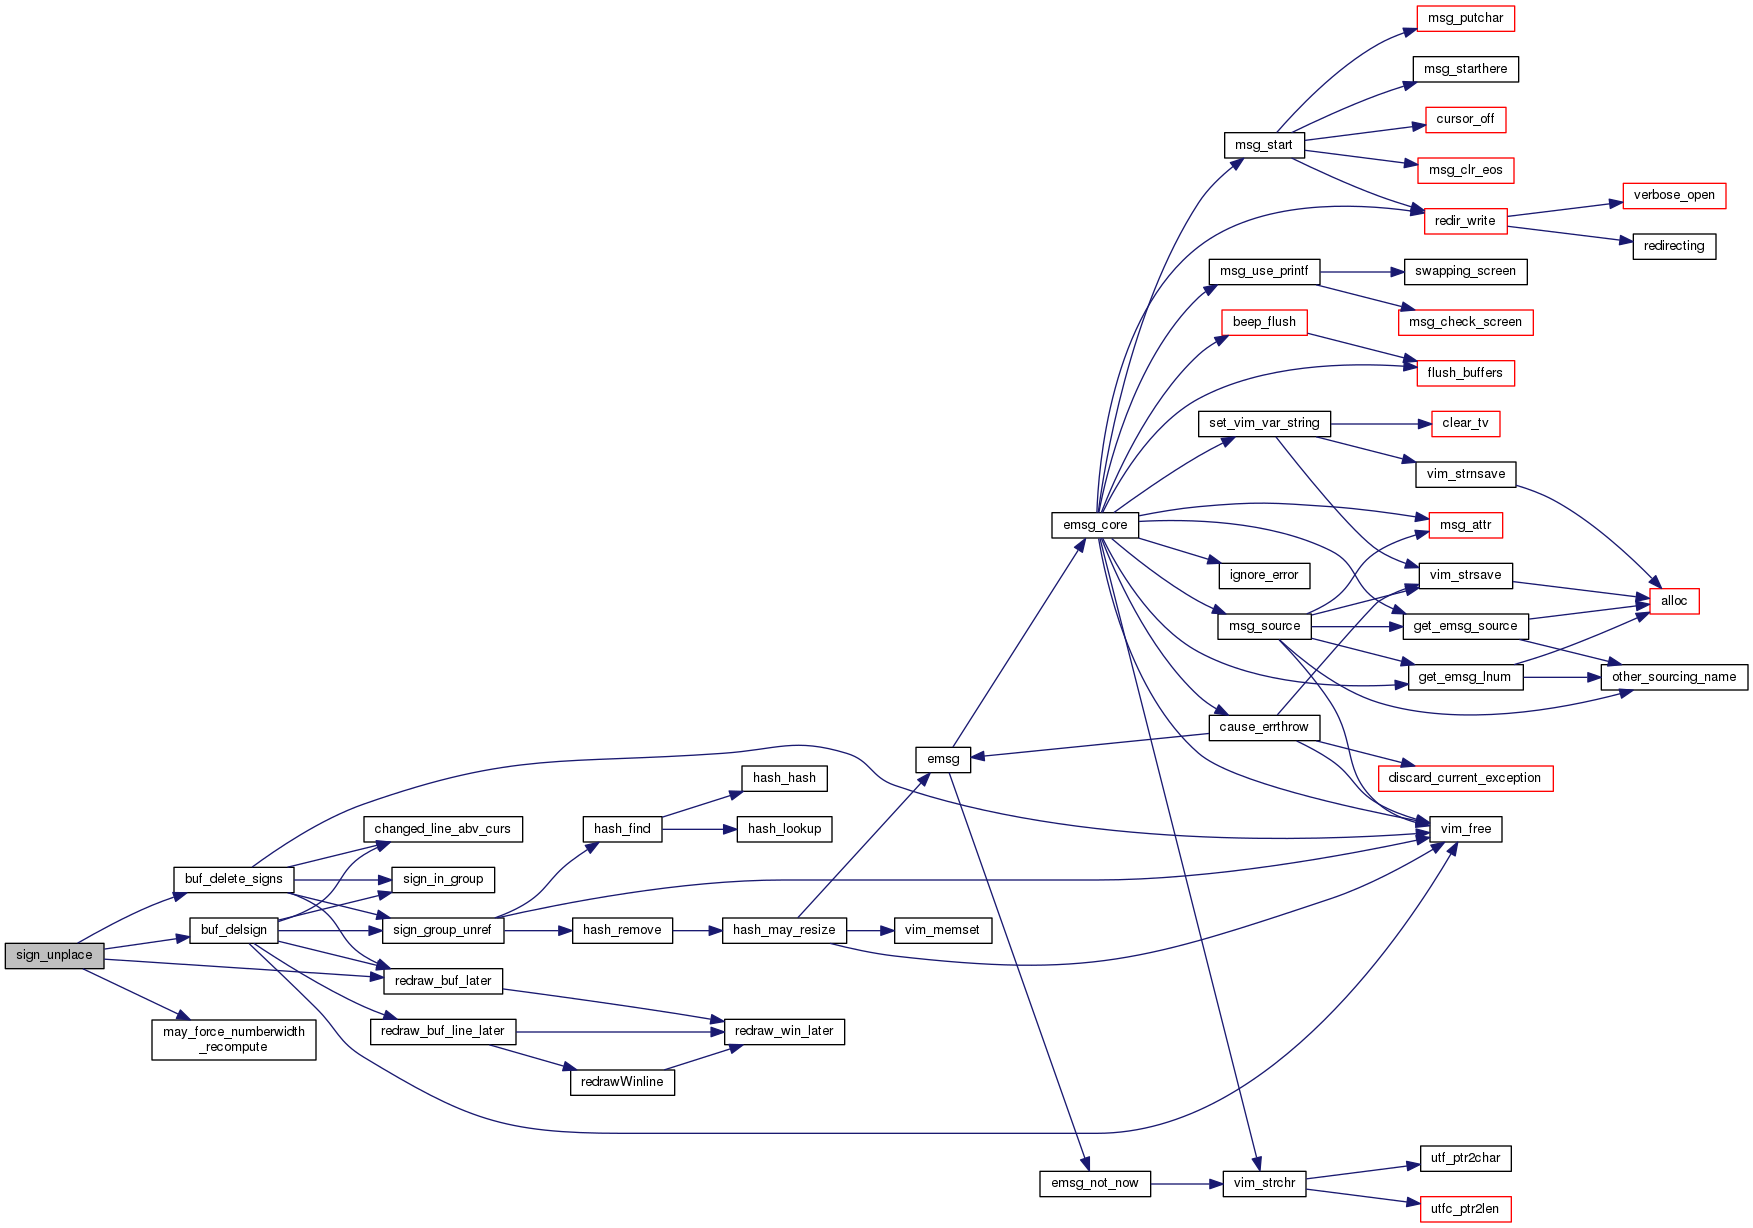 msg_putchar
msg_starthere
cursor_off
msg_start
msg_clr_eos
verbose_open
redir_write
redirecting
msg_use_printf
swapping_screen
beep_flush
msg_check_screen
flush_buffers
set_vim_var_string
clear_tv
vim_strnsave
emsg_core
msg_attr
ignore_error
vim_strsave
alloc
msg_source
get_emsg_source
get_emsg_lnum
other_sourcing_name
cause_errthrow
emsg
hash_hash
discard_current_exception
changed_line_abv_curs
hash_find
hash_lookup
vim_free
buf_delete_signs
sign_in_group
buf_delsign
sign_group_unref
hash_remove
hash_may_resize
vim_memset
sign_unplace
redraw_buf_later
may_force_numberwidth
_recompute
redraw_buf_line_later
redraw_win_later
redrawWinline
utf_ptr2char
emsg_not_now
vim_strchr
utfc_ptr2len